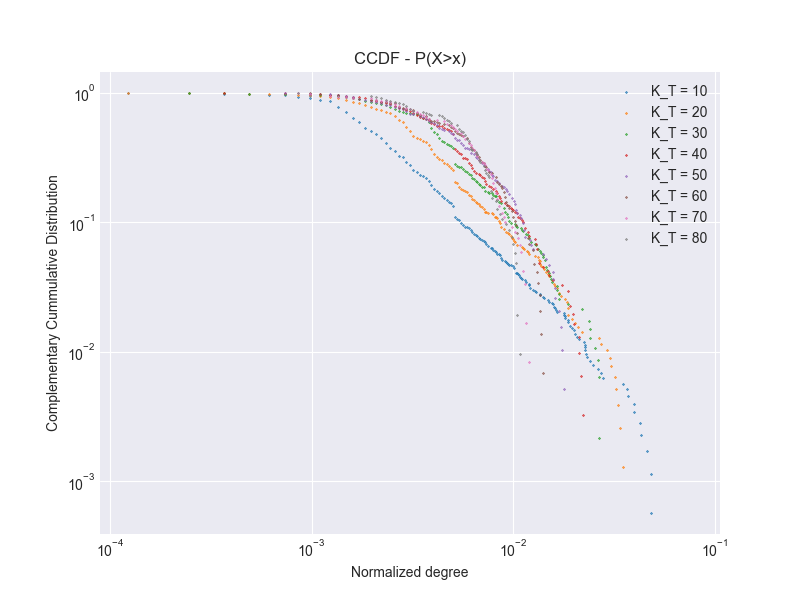 CCDF - P(X>x)
K_T = 10
K_T = 20
K_T = 30
K_T = 40
K_T = 50
K_T = 60
K_T = 70
K_T = 80
10⁰
10⁻¹
10⁻²
10⁻³
Complementary Cummulative Distribution
10⁻⁴ 10⁻³ 10⁻² 10⁻¹
Normalized degree